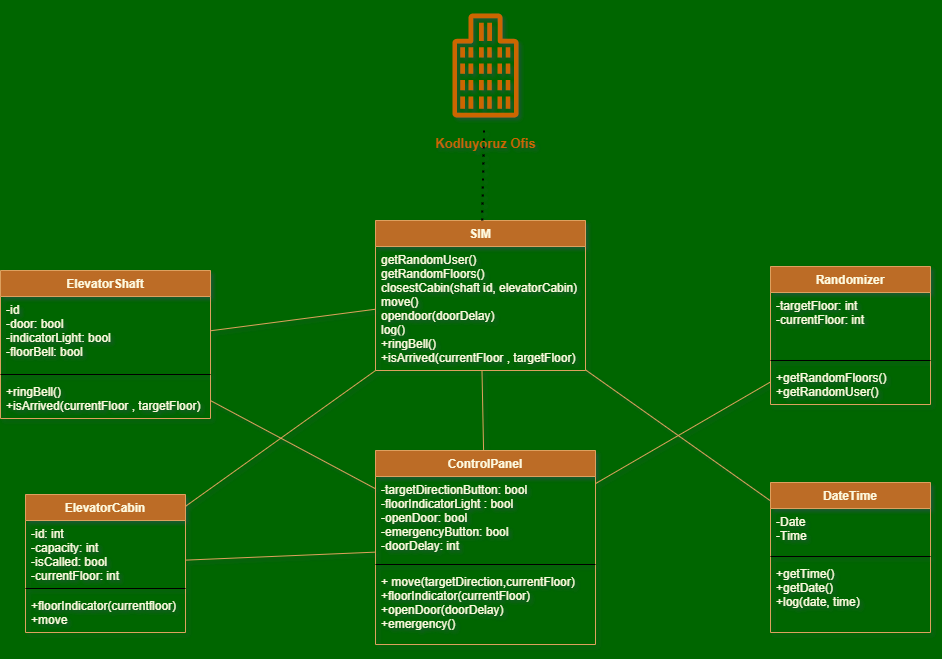 Kodluyoruz Ofis
SIM
getRandomUser()
getRandomFloors()
closestCabin(shaft id, elevatorCabin)
move()
opendoor(doorDelay)
log()
+ringBell()
+isArrived(currentFloor , targetFloor)
ElevatorShaft
-id
-door: bool
-indicatorLight: bool
-floorBell: bool
+ringBell()
+isArrived(currentFloor , targetFloor)
Randomizer
-targetFloor: int
-currentFloor: int
+getRandomFloors()
+getRandomUser()
ControlPanel
-targetDirectionButton: bool
-floorIndicatorLight : bool
-openDoor: bool
-emergencyButton: bool
-doorDelay: int
+ move(targetDirection,currentFloor)
+floorIndicator(currentFloor)
+openDoor(doorDelay)
+emergency()
ElevatorCabin
-id: int
-capacity: int
-isCalled: bool
-currentFloor: int
+floorIndicator(currentfloor)
+move
DateTime
-Date
-Time
+getTime()
+getDate()
+log(date, time)